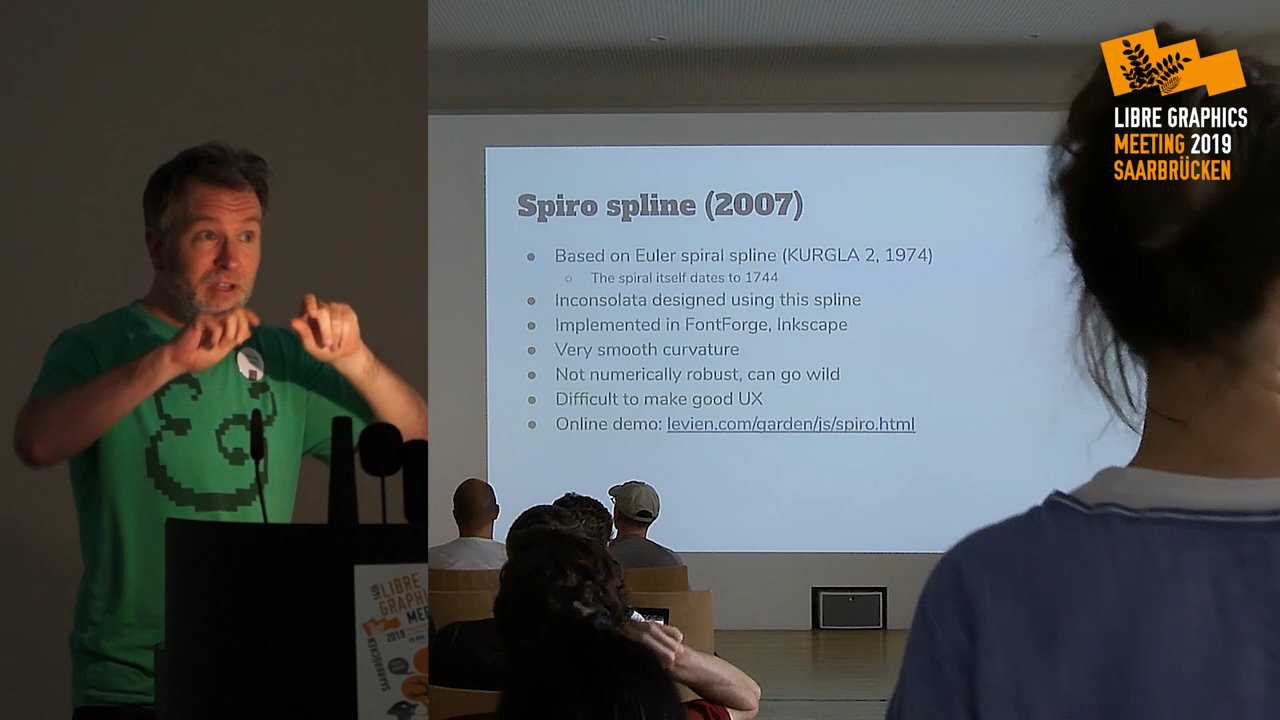 LIBRE GRAPHICS
MEETING 2019
SAARBRÜCKEN
Spiro spline (2007)
Based on Euler spiral spline (KURGLA 2, 1974)
The spiral itself dates to 1744
Inconsolata designed using this spline
Implemented in FontForge, Inkscape
Very smooth curvature
Not numerically robust, can go wild
Difficult to make good UX
Online demo: levien.com/garden/js/spiro.html
LIBRE
2019
SAARBRÜCKEN